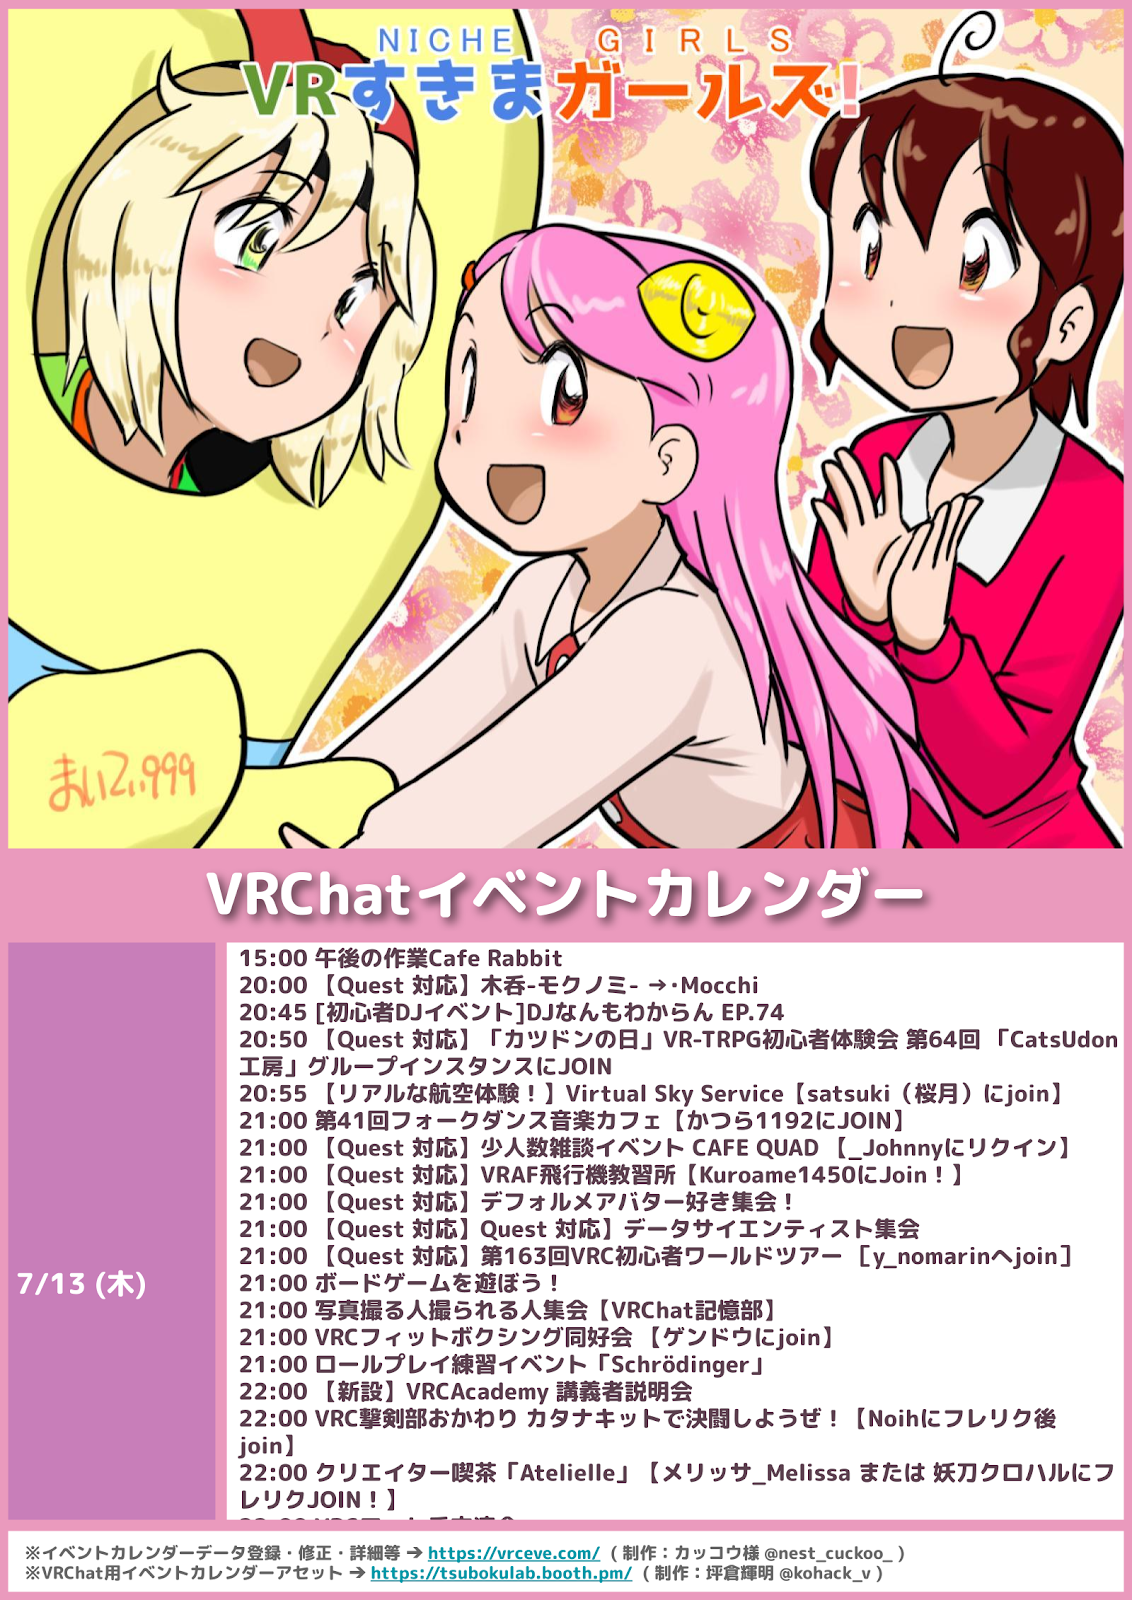 NICHE GIRLS
VRすきまガールズ!
まいてぃ999
VRChatイベントカレンダー
7/13 (木)
15:00 午後の作業Cafe Rabbit
20:00 【Quest 対応】木呑-モクノミ- →･Mocchi
20:45 [初心者DJイベント]DJなんもわからん EP.74
20:50 【Quest 対応】「カツドンの日」VR-TRPG初心者体験会 第64回 「CatsUdon
工房」グループインスタンスにJOIN
20:55 【リアルな航空体験！】Virtual Sky Service【satsuki（桜月）にjoin】
21:00 第41回フォークダンス音楽カフェ【かつら1192にJOIN】
21:00 【Quest 対応】少人数雑談イベント CAFE QUAD 【_Johnnyにリクイン】
21:00 【Quest 対応】VRAF飛行機教習所【Kuroame1450にJoin！】
21:00 【Quest 対応】デフォルメアバター好き集会！
21:00 【Quest 対応】Quest 対応】データサイエンティスト集会
21:00 【Quest 対応】第163回VRC初心者ワールドツアー ［y_nomarinへjoin］
21:00 ボードゲームを遊ぼう！
21:00 写真撮る人撮られる人集会【VRChat記憶部】
21:00 VRCフィットボクシング同好会 【ゲンドウにjoin】
21:00 ロールプレイ練習イベント「Schrödinger」
22:00 【新設】VRCAcademy 講義者説明会
22:00 VRC撃剣部おかわり カタナキットで決闘しようぜ！【Noihにフレリク後
join】
22:00 クリエイター喫茶「Atelielle」【メリッサ_Melissa または 妖刀クロハルにフ
レリクJOIN！】
※イベントカレンダーデータ登録・修正・詳細等 ➔ https://vrceve.com/ ( 制作：カッコウ様 @nest_cuckoo_ )
※VRChat用イベントカレンダーアセット ➔ https://tsubokulab.booth.pm/ ( 制作：坪倉輝明 @kohack_v )